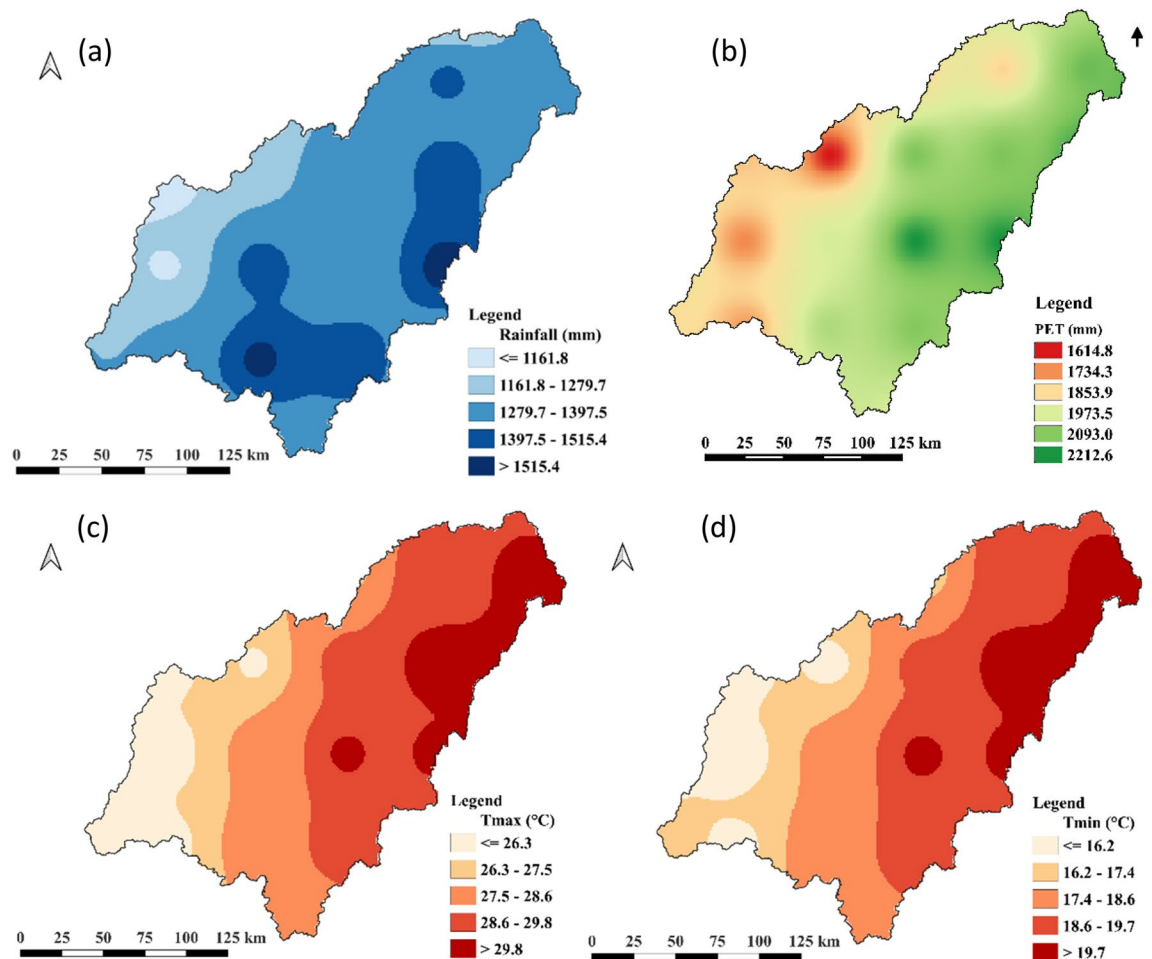 (a)
Legend
Rainfall (mm)
<= 1161.8
1161.8 - 1279.7
1279.7 - 1397.5
1397.5 - 1515.4
> 1515.4
0 25 50 75 100 125 km
(b)
Legend
PET (mm)
1614.8
1734.3
1853.9
1973.5
2093.0
2212.6
0 25 50 75 100 125 km
(c)
Legend
Tmax (°C)
<= 26.3
26.3 - 27.5
27.5 - 28.6
28.6 - 29.8
> 29.8
0 25 50 75 100 125 km
(d)
Legend
Tmin (°C)
<= 16.2
16.2 - 17.4
17.4 - 18.6
18.6 - 19.7
> 19.7
0 25 50 75 100 125 km